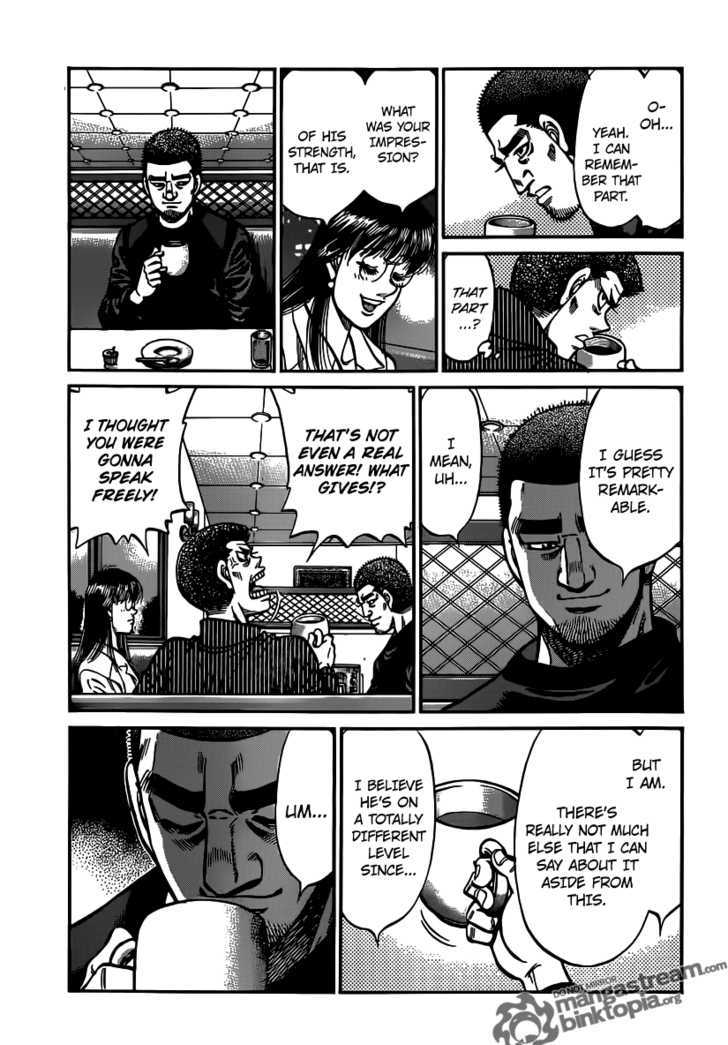 O-
OH...
YEAH.
I CAN
REMEM-
BER THAT
PART.
WHAT
WAS YOUR
IMPRES-
SION?
OF HIS
STRENGTH,
THAT IS.
THAT
PART
...?
I GUESS
IT'S PRETTY
REMARK-
ABLE.
I
MEAN,
UH...
THAT'S NOT
EVEN A REAL
ANSWER! WHAT
GIVES!?
I THOUGHT
YOU WERE
GONNA
SPEAK
FREELY!
BUT
I AM.
THERE'S
REALLY NOT MUCH
ELSE THAT I CAN
SAY ABOUT IT
ASIDE FROM
THIS.
I BELIEVE
HE'S ON
A TOTALLY
DIFFERENT
LEVEL
SINCE...
UM...
DO NOT MIRROR
mangastream.com
binktopia.org